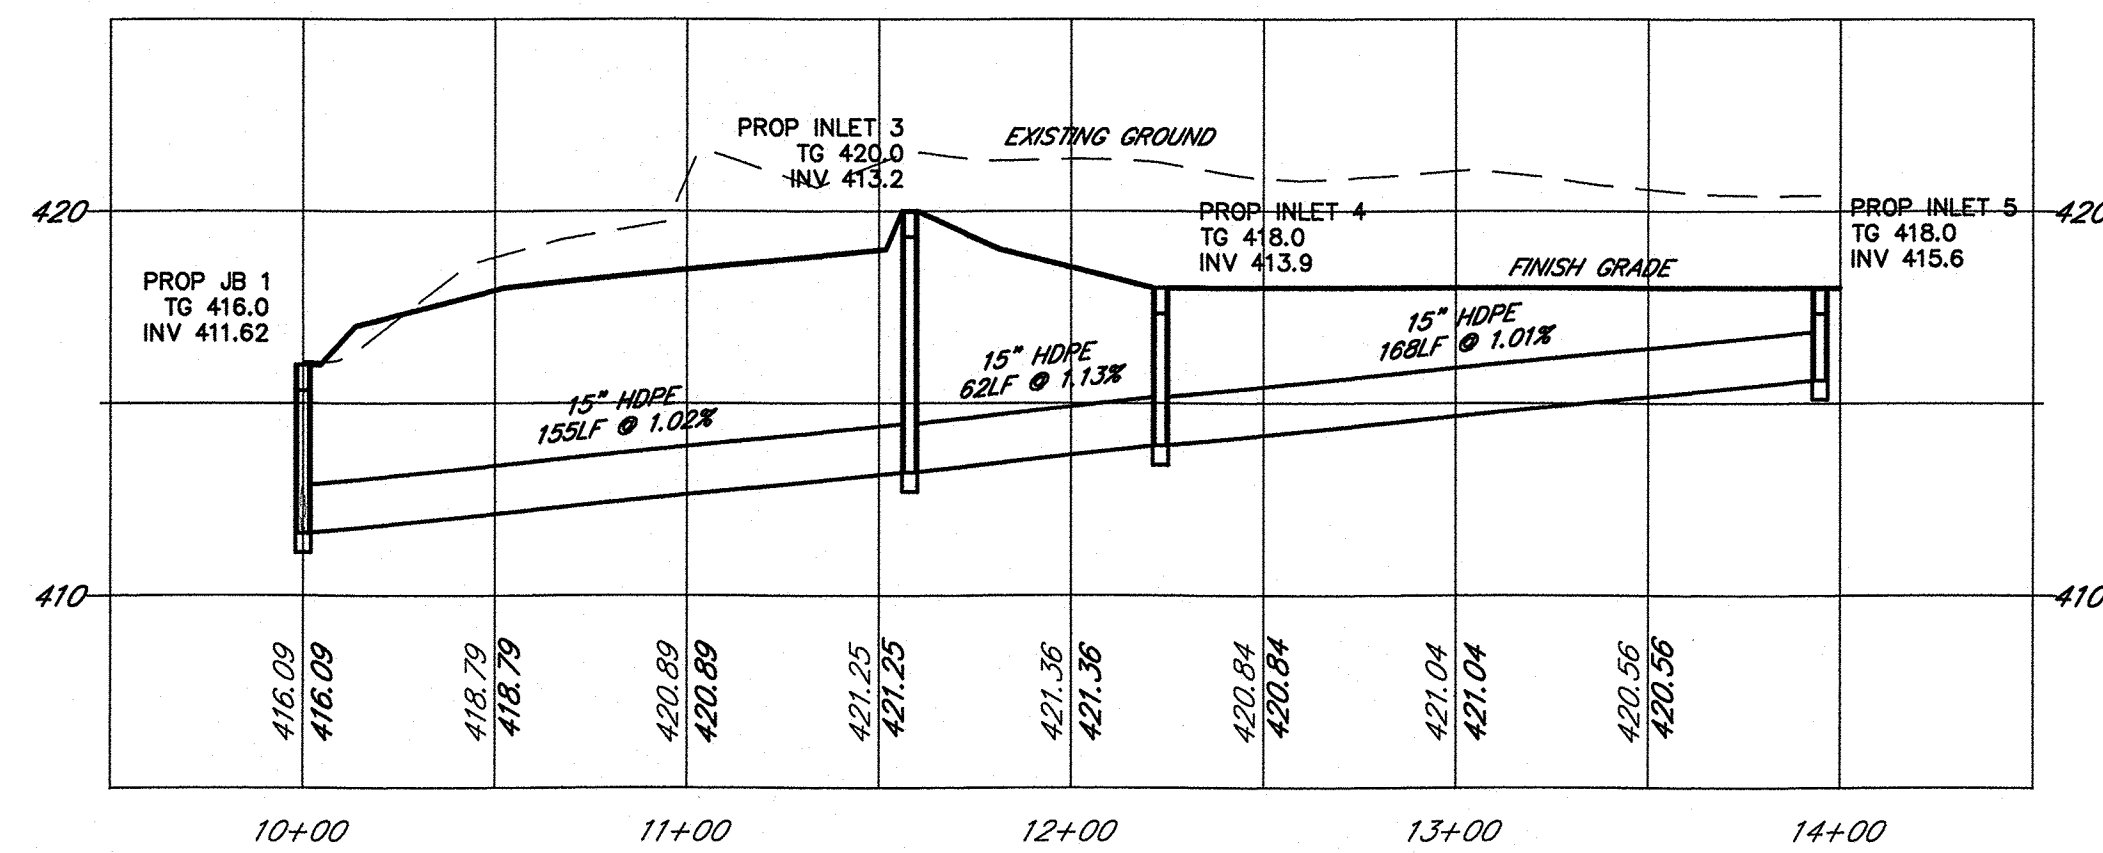 PROP INLET 3
TG 420.0
INV 413.2
EXISTING GROUND
420
PROP INLET 4
TG 418.0
INV 413.9
PROP INLET 5
TG 418.0
INV 415.6
420
PROP JB 1
TG 416.0
INV 411.62
FINISH GRADE
15" HDPE
155LF @ 1.02%
15" HDPE
62LF @ 1.13%
15" HDPE
168LF @ 1.01%
410
410
416.09
416.09
418.79
418.79
420.89
420.89
421.25
421.25
421.36
421.36
420.84
420.84
421.04
421.04
420.56
420.56
10+00
11+00
12+00
13+00
14+00